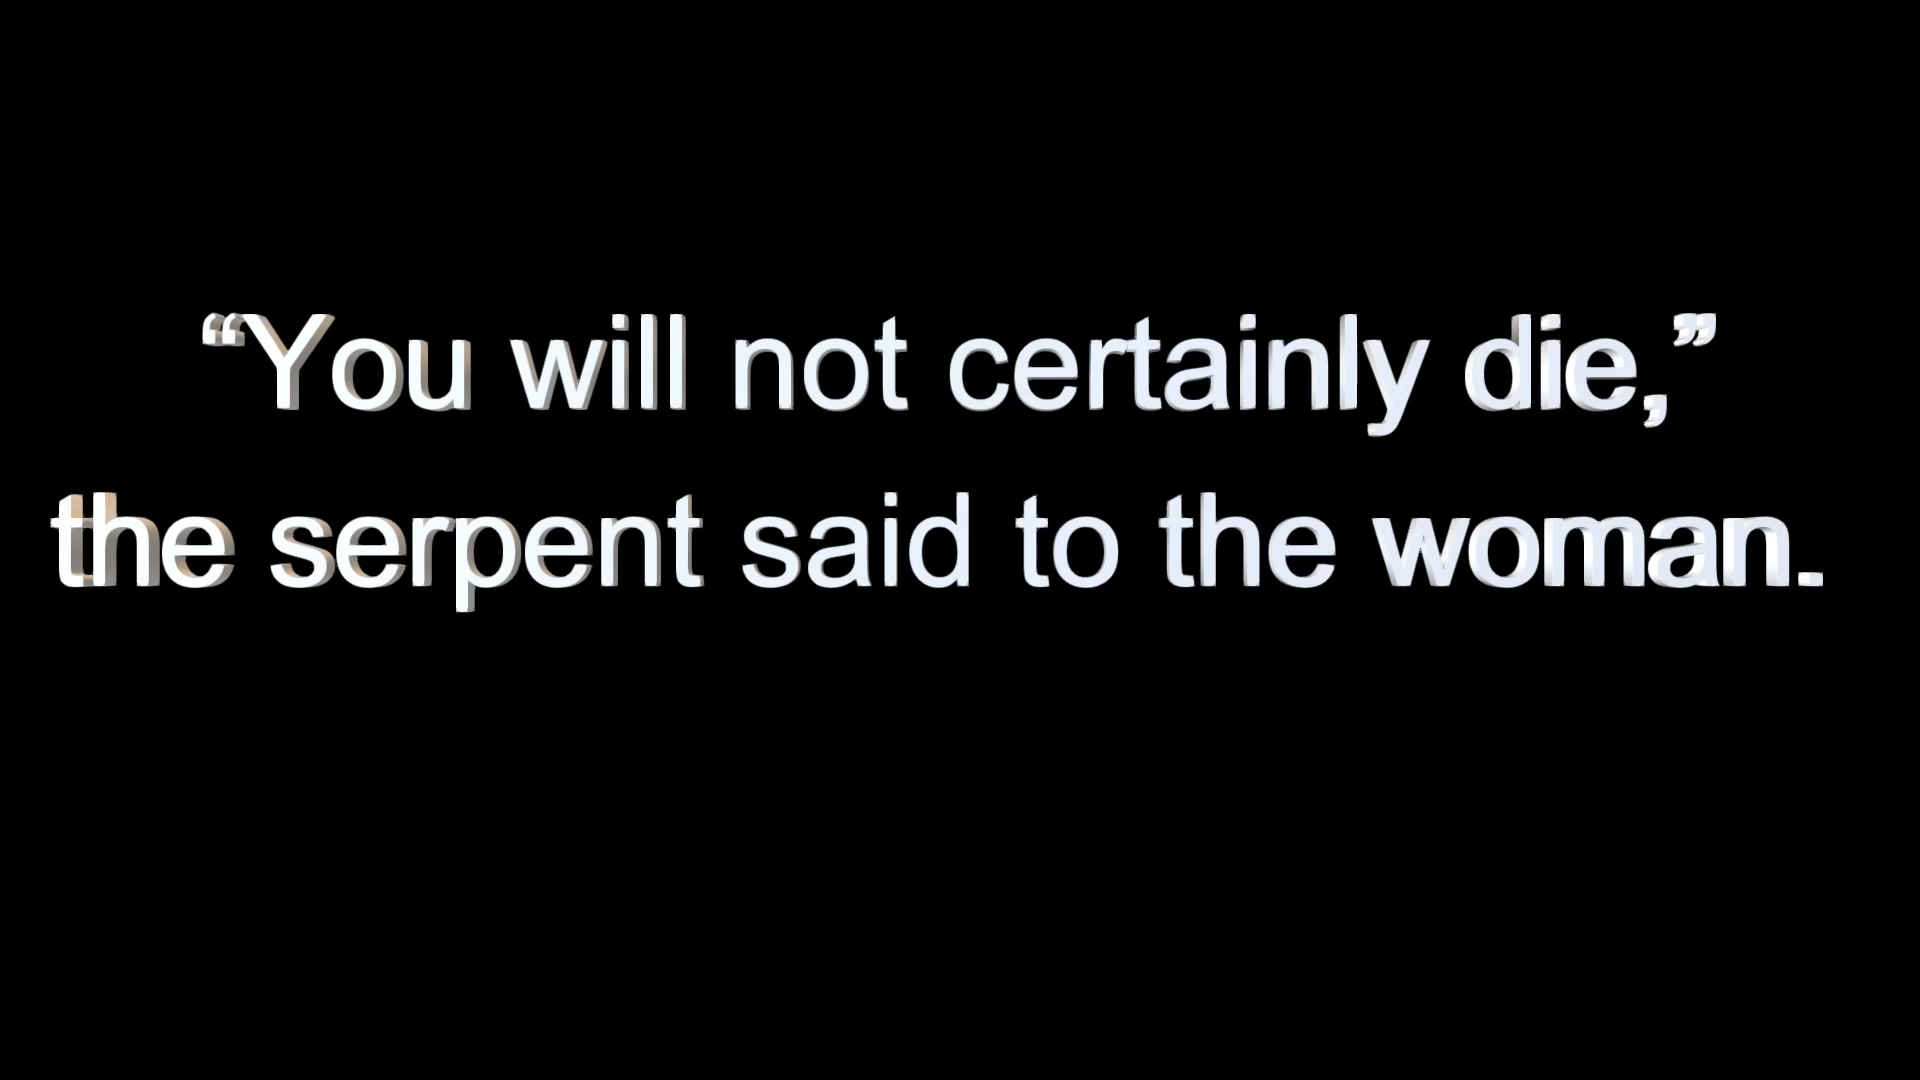 “You will not certainly die,”
the serpent said to the woman.